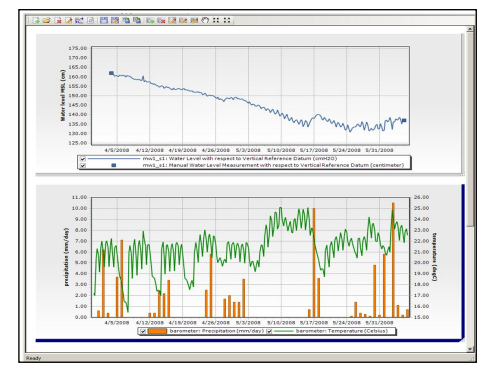 175.00
170.00
165.00
160.00
155.00
150.00
145.00
140.00
135.00
130.00
125.00
Water level MSL (cm)
4/5/2008 4/12/2008 4/19/2008 4/26/2008 5/3/2008 5/10/2008 5/17/2008 5/24/2008 5/31/2008
mw1_s1: Water Level with respect to Vertical Reference Datum (cmH2O)
mw1_s1: Manual Water Level Measurement with respect to Vertical Reference Datum (centimeter)
11.00 26.00
10.00 25.00
9.00 24.00
8.00 23.00
7.00 22.00
6.00 21.00
5.00 20.00
4.00 19.00
3.00 18.00
2.00 17.00
1.00 16.00
0.00 15.00
precipitation (mm/day)
temperature (degC)
4/5/2008 4/12/2008 4/19/2008 4/26/2008 5/3/2008 5/10/2008 5/17/2008 5/24/2008 5/31/2008
barometer: Precipitation (mm/day) barometer: Temperature (Celsius)
Ready